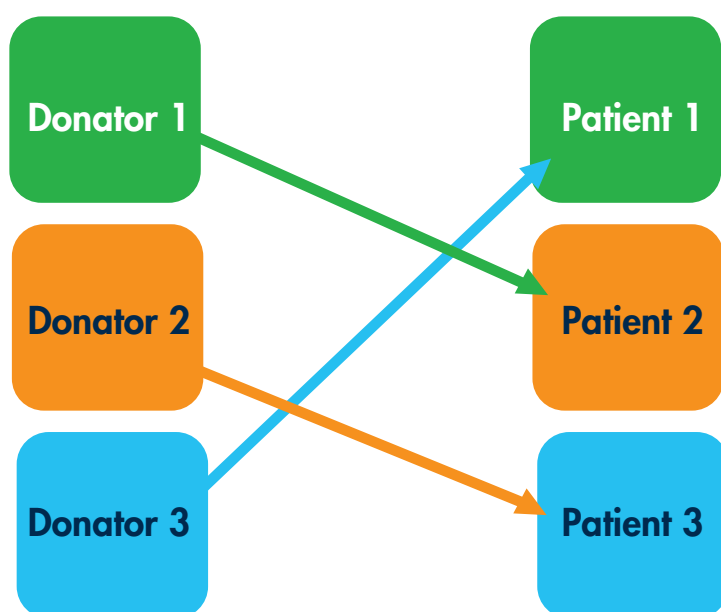 Donator 1
Patient 1
Donator 2
Patient 2
Donator 3
Patient 3